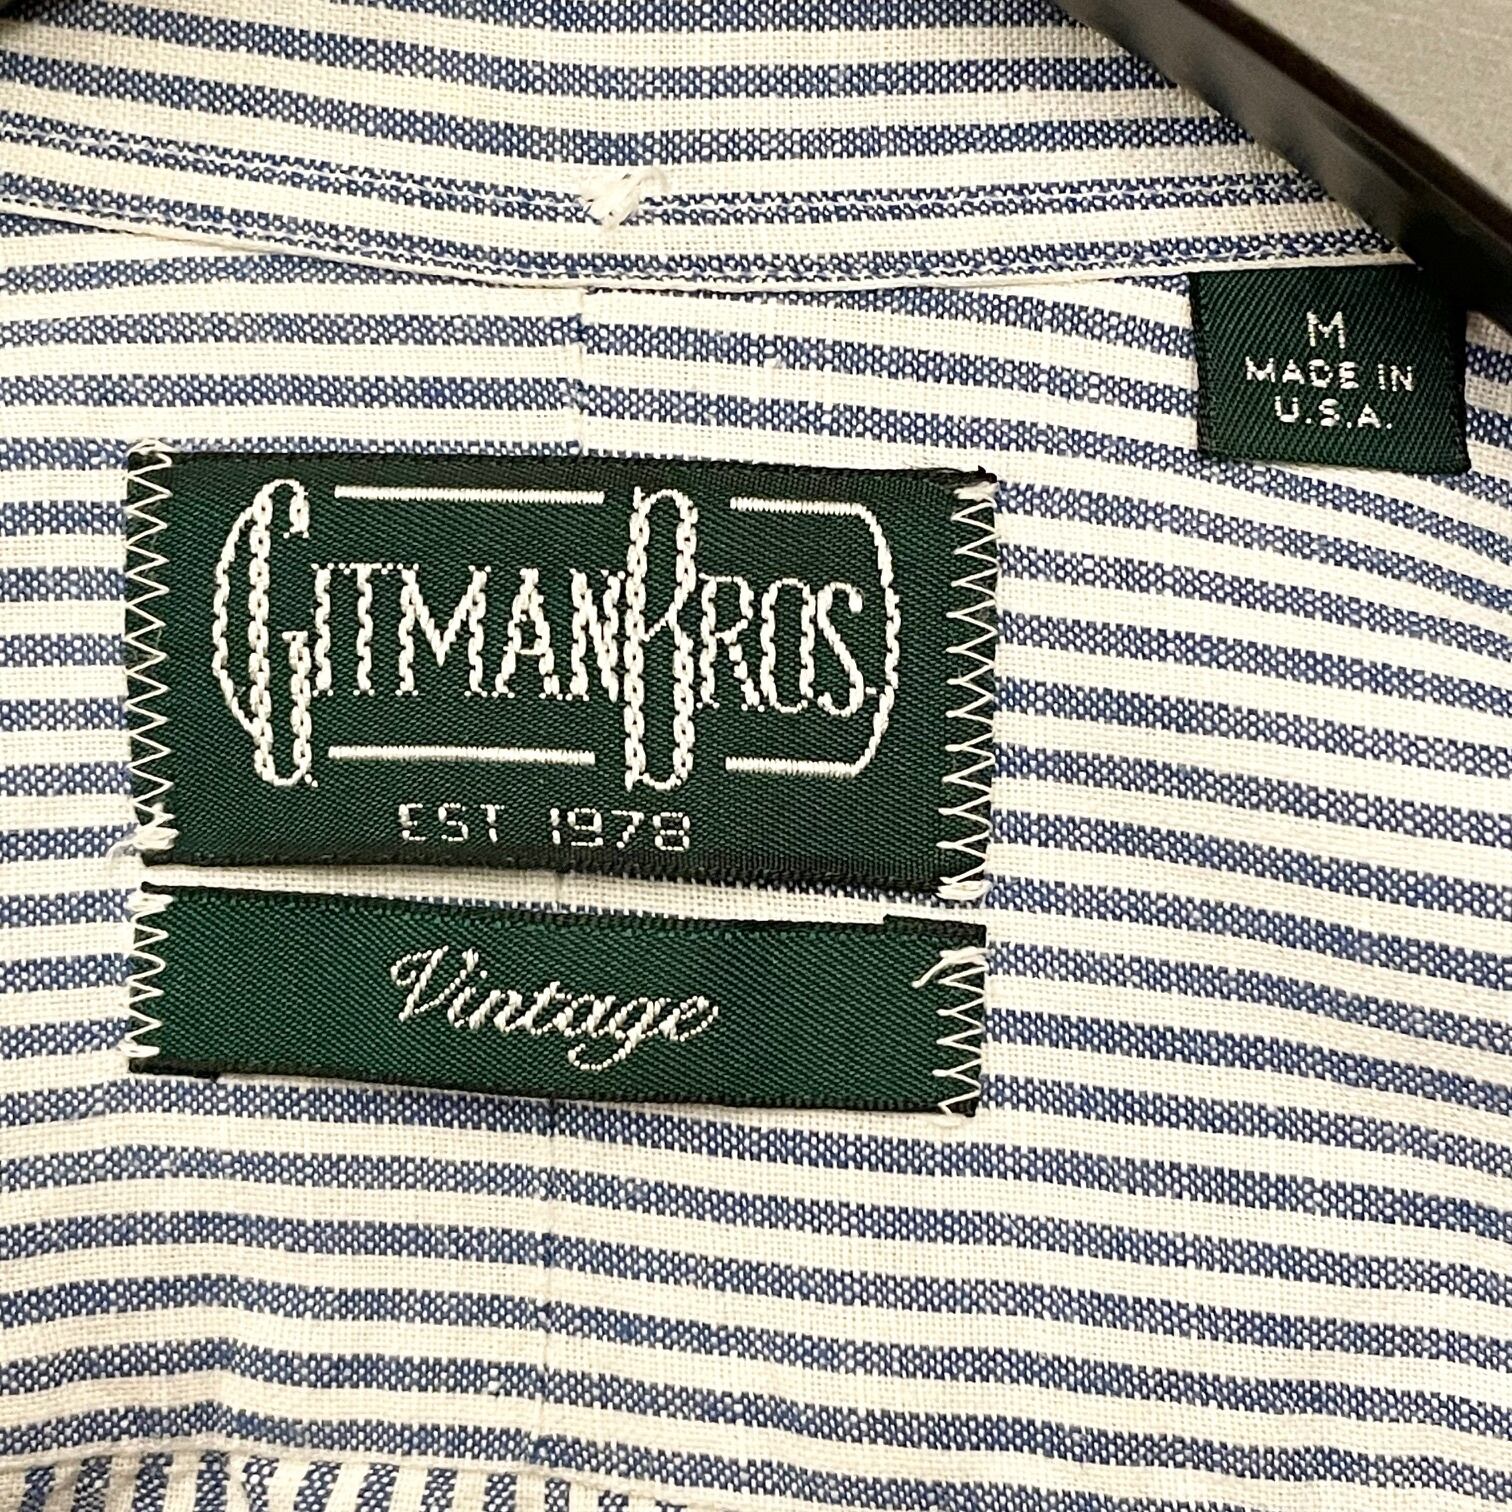 M
MADE IN
U.S.A.
GITMAN BROS.
EST 1978
Vintage